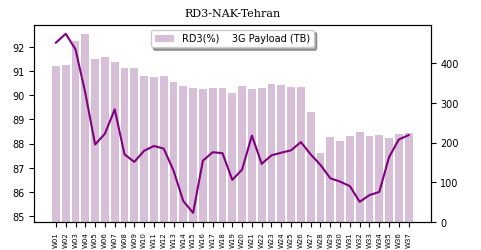 RD3-NAK-Tehran
RD3(%) 3G Payload (TB)
92
91
90
89
88
87
86
85
400
300
200
100
0
W01
W02
W03
W04
W05
W06
W07
W08
W09
W10
W11
W12
W13
W14
W15
W16
W17
W18
W19
W20
W21
W22
W23
W24
W25
W26
W27
W28
W29
W30
W31
W32
W33
W34
W35
W36
W37